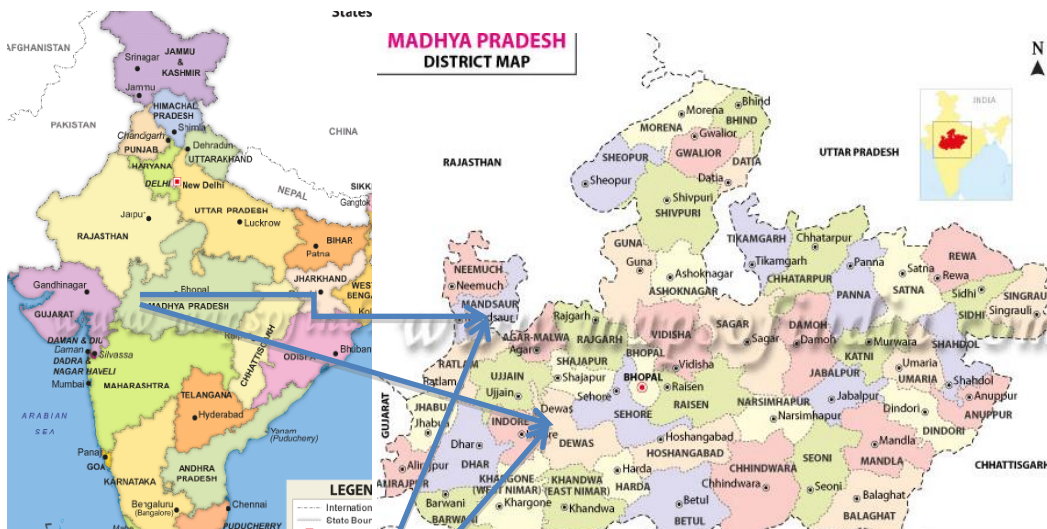 States
AFGHANISTAN
JAMMU
&
KASHMIR
Srinagar
Jammu
HIMACHAL
PRADESH
Shimla
PAKISTAN
Chandigarh
PUNJAB
Dehradun
UTTARAKHAND
CHINA
HARYANA
DELHI
New Delhi
NEPAL
SIKK
Gangtok
Jaipur
RAJASTHAN
UTTAR PRADESH
Lucknow
BIHAR
Patna
JHARKHAND
WEST
BENGA
Kol
Gandhinagar
GUJARAT
Bhopal
MADHYA PRADESH
CHHATTISGARH
ODISHA
Bhuban
DAMAN & DIU
Daman
Silvassa
DADRA &
NAGAR HAVELI
Mumbai
MAHARASHTRA
TELANGANA
Hyderabad
ARABIAN
SEA
Yanam
(Puducherry)
Panaji
GOA
KARNATAKA
ANDHRA
PRADESH
Bengaluru
(Bangalore)
Chennai
PUDUCHERRY
LEGEN
Internation
State Boun
MADHYA PRADESH
DISTRICT MAP
N
INDIA
RAJASTHAN
UTTAR PRADESH
GUJARAT
CHHATTISGARH
Morena
MORENA
Bhind
BHIND
Gwalior
GWALIOR
SHEOPUR
Sheopur
DATIA
Datia
Shivpuri
SHIVPURI
GUNA
Guna
Ashoknagar
ASHOKNAGAR
TIKAMGARH
Tikamgarh
Chhatarpur
CHHATARPUR
Panna
PANNA
Satna
SATNA
REWA
Rewa
Sidhi
SIDHI
SINGRAU
Singrauli
NEEMUCH
Neemuch
MANDSAUR
dsaur
Rajgarh
RAJGARH
AGAR-MALWA
Agar
RATLAM
Ratlam
UJJAIN
Ujjain
SHAJAPUR
Shajapur
BHOPAL
BHOPAL
Sehore
SEHORE
VIDISHA
Vidisha
Raisen
RAISEN
SAGAR
Sagar
DAMOH
Damoh
KATNI
Murwara
SHAHDOL
Shahdol
Umaria
UMARIA
JABALPUR
Jabalpur
NARSIMHAPUR
Narsimhapur
Anuppur
ANUPPUR
Dindori
DINDORI
JHABU
Jhabua
INDORE
Dewas
DEWAS
Dhar
DHAR
Alirajpur
ALIRAJPUR
Hoshangabad
HOSHANGABAD
Harda
HARDA
KHARGONE
(WEST NIMAR)
Khargone
KHANDWA
(EAST NIMAR)
Khandwa
Barwani
BARWANI
Betul
BETUL
CHHINDWARA
Chhindwara
SEONI
Seoni
Mandla
MANDLA
Balaghat
BALAGHAT